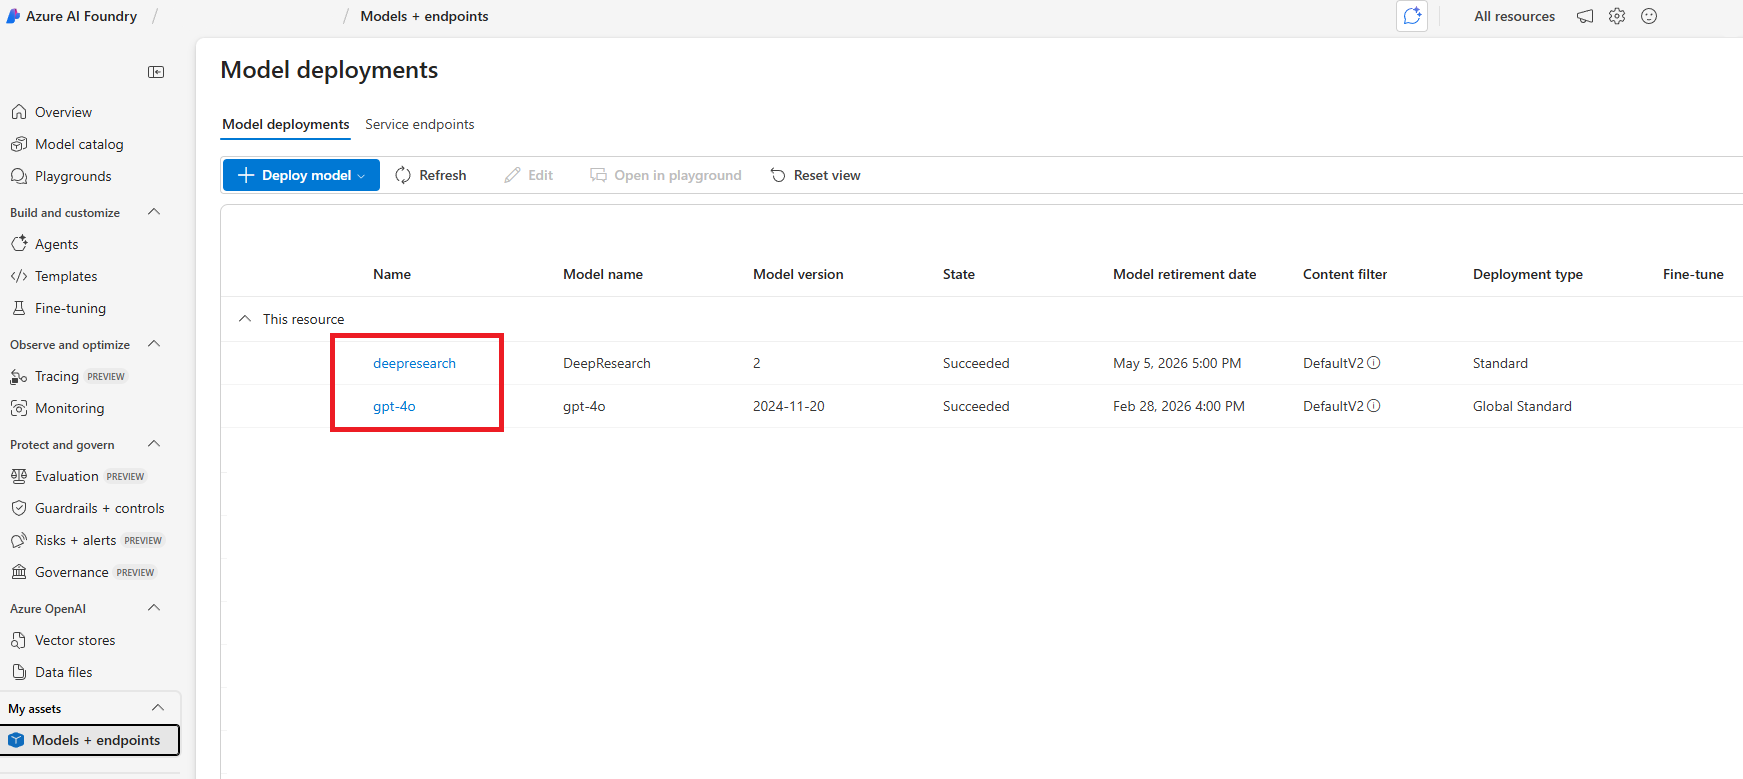 Azure AI Foundry / / Models + endpoints All resources
Model deployments
Overview
Model catalog
Playgrounds
Build and customize
Agents
Templates
Fine-tuning
Observe and optimize
Tracing PREVIEW
Monitoring
Protect and govern
Evaluation PREVIEW
Guardrails + controls
Risks + alerts PREVIEW
Governance PREVIEW
Azure OpenAI
Vector stores
Data files
My assets
Models + endpoints
Model deployments Service endpoints
Deploy model Refresh Edit Open in playground Reset view
Name Model name Model version State Model retirement date Content filter Deployment type Fine-tune
This resource
deepresearch DeepResearch 2 Succeeded May 5, 2026 5:00 PM DefaultV2 Standard
gpt-4o gpt-4o 2024-11-20 Succeeded Feb 28, 2026 4:00 PM DefaultV2 Global Standard